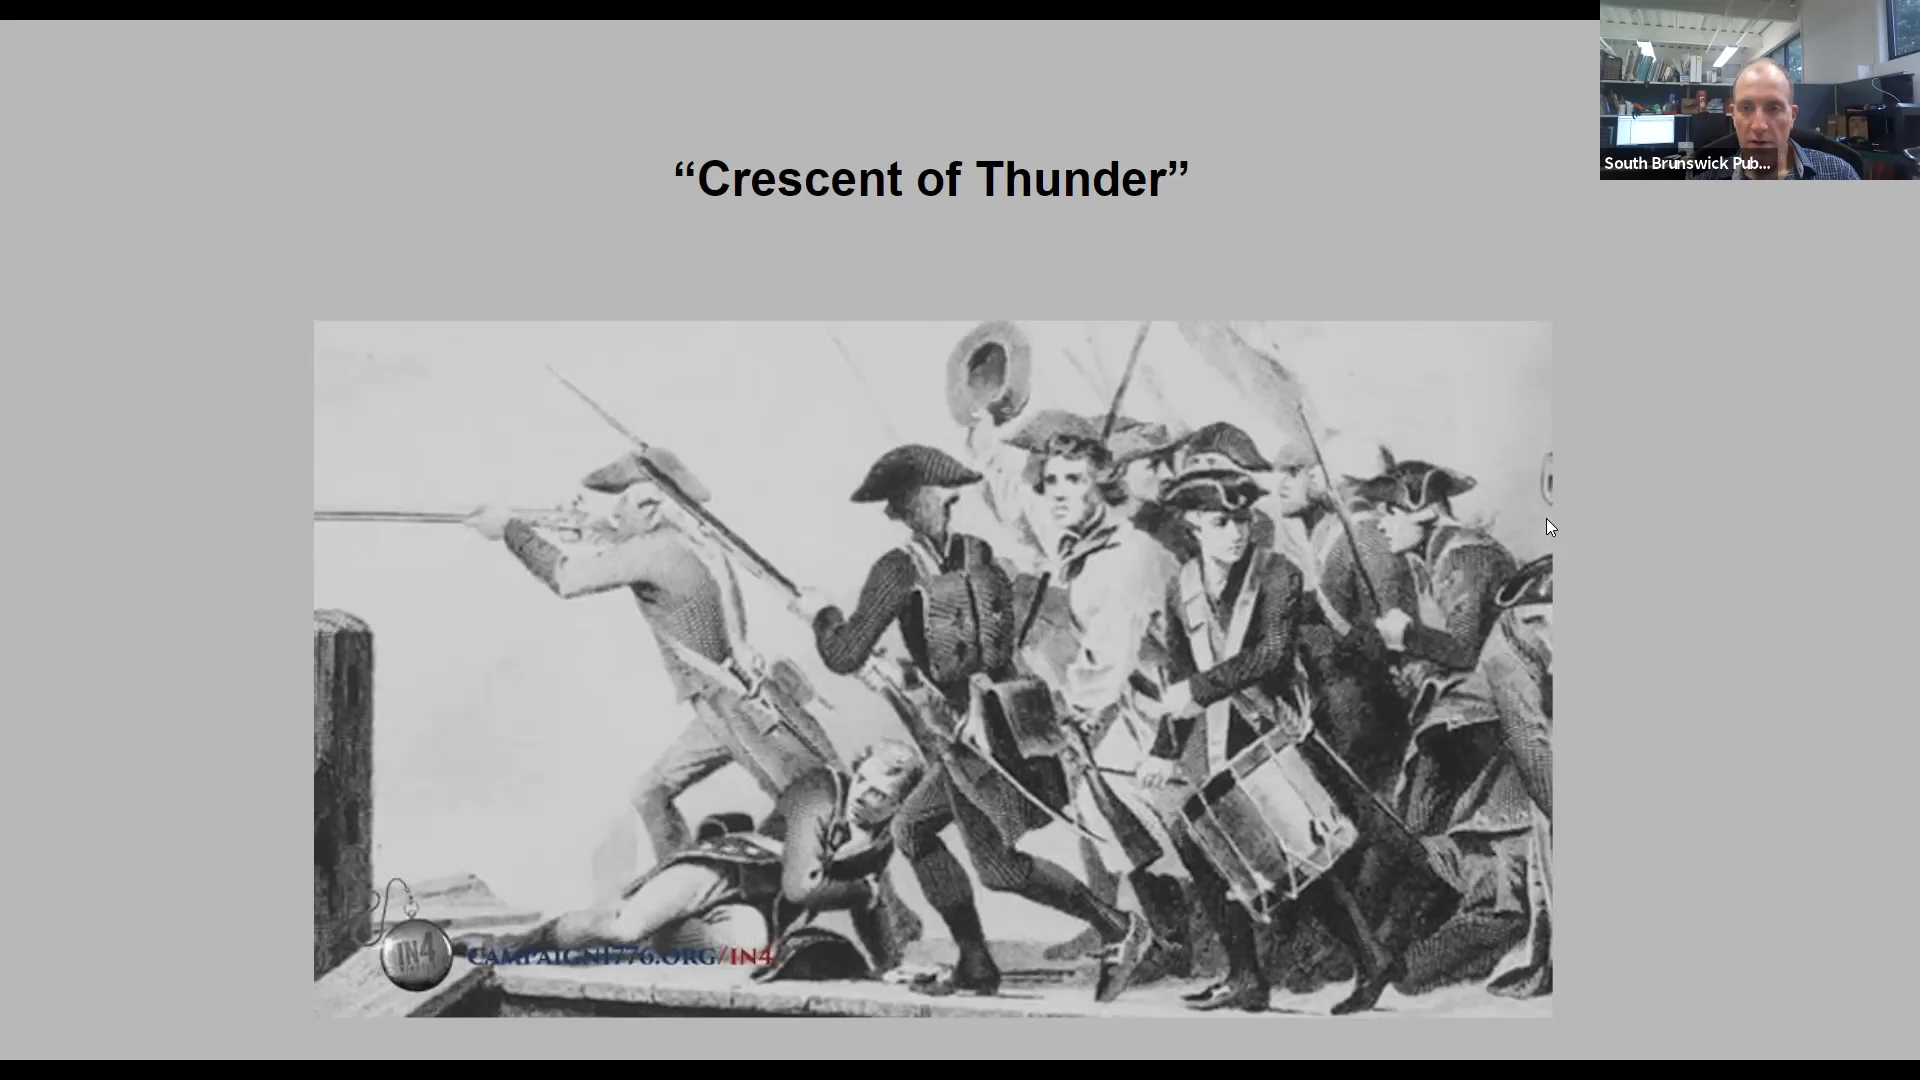 “Crescent of Thunder”
South Brunswick Pub...
IN4
CAMPAIGN1776.ORG/IN4